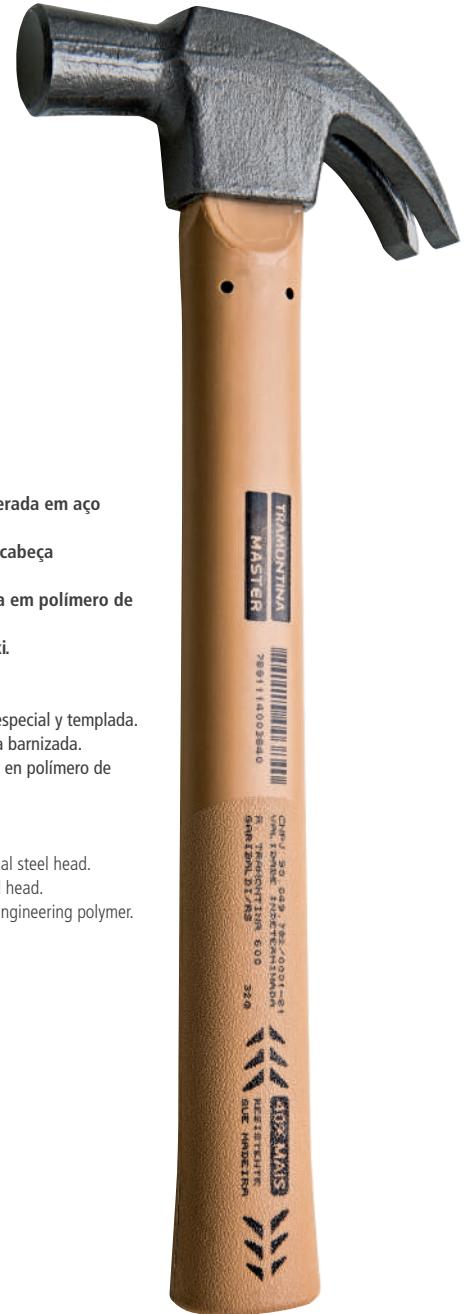 erada em aço
cabeça
a em polímero de
i.
especial y templada.
a barnizada.
en polímero de
al steel head.
head.
ngineering polymer.
TRAMONTINA
MASTER
7891114002640
CNPJ 90.049.792/0001-81
VALIDADE INDETERMINADA
R. TRAMONTINA 600
GARIBALDI/RS 320
40% MAIS
RESISTENTE
QUE MADEIRA